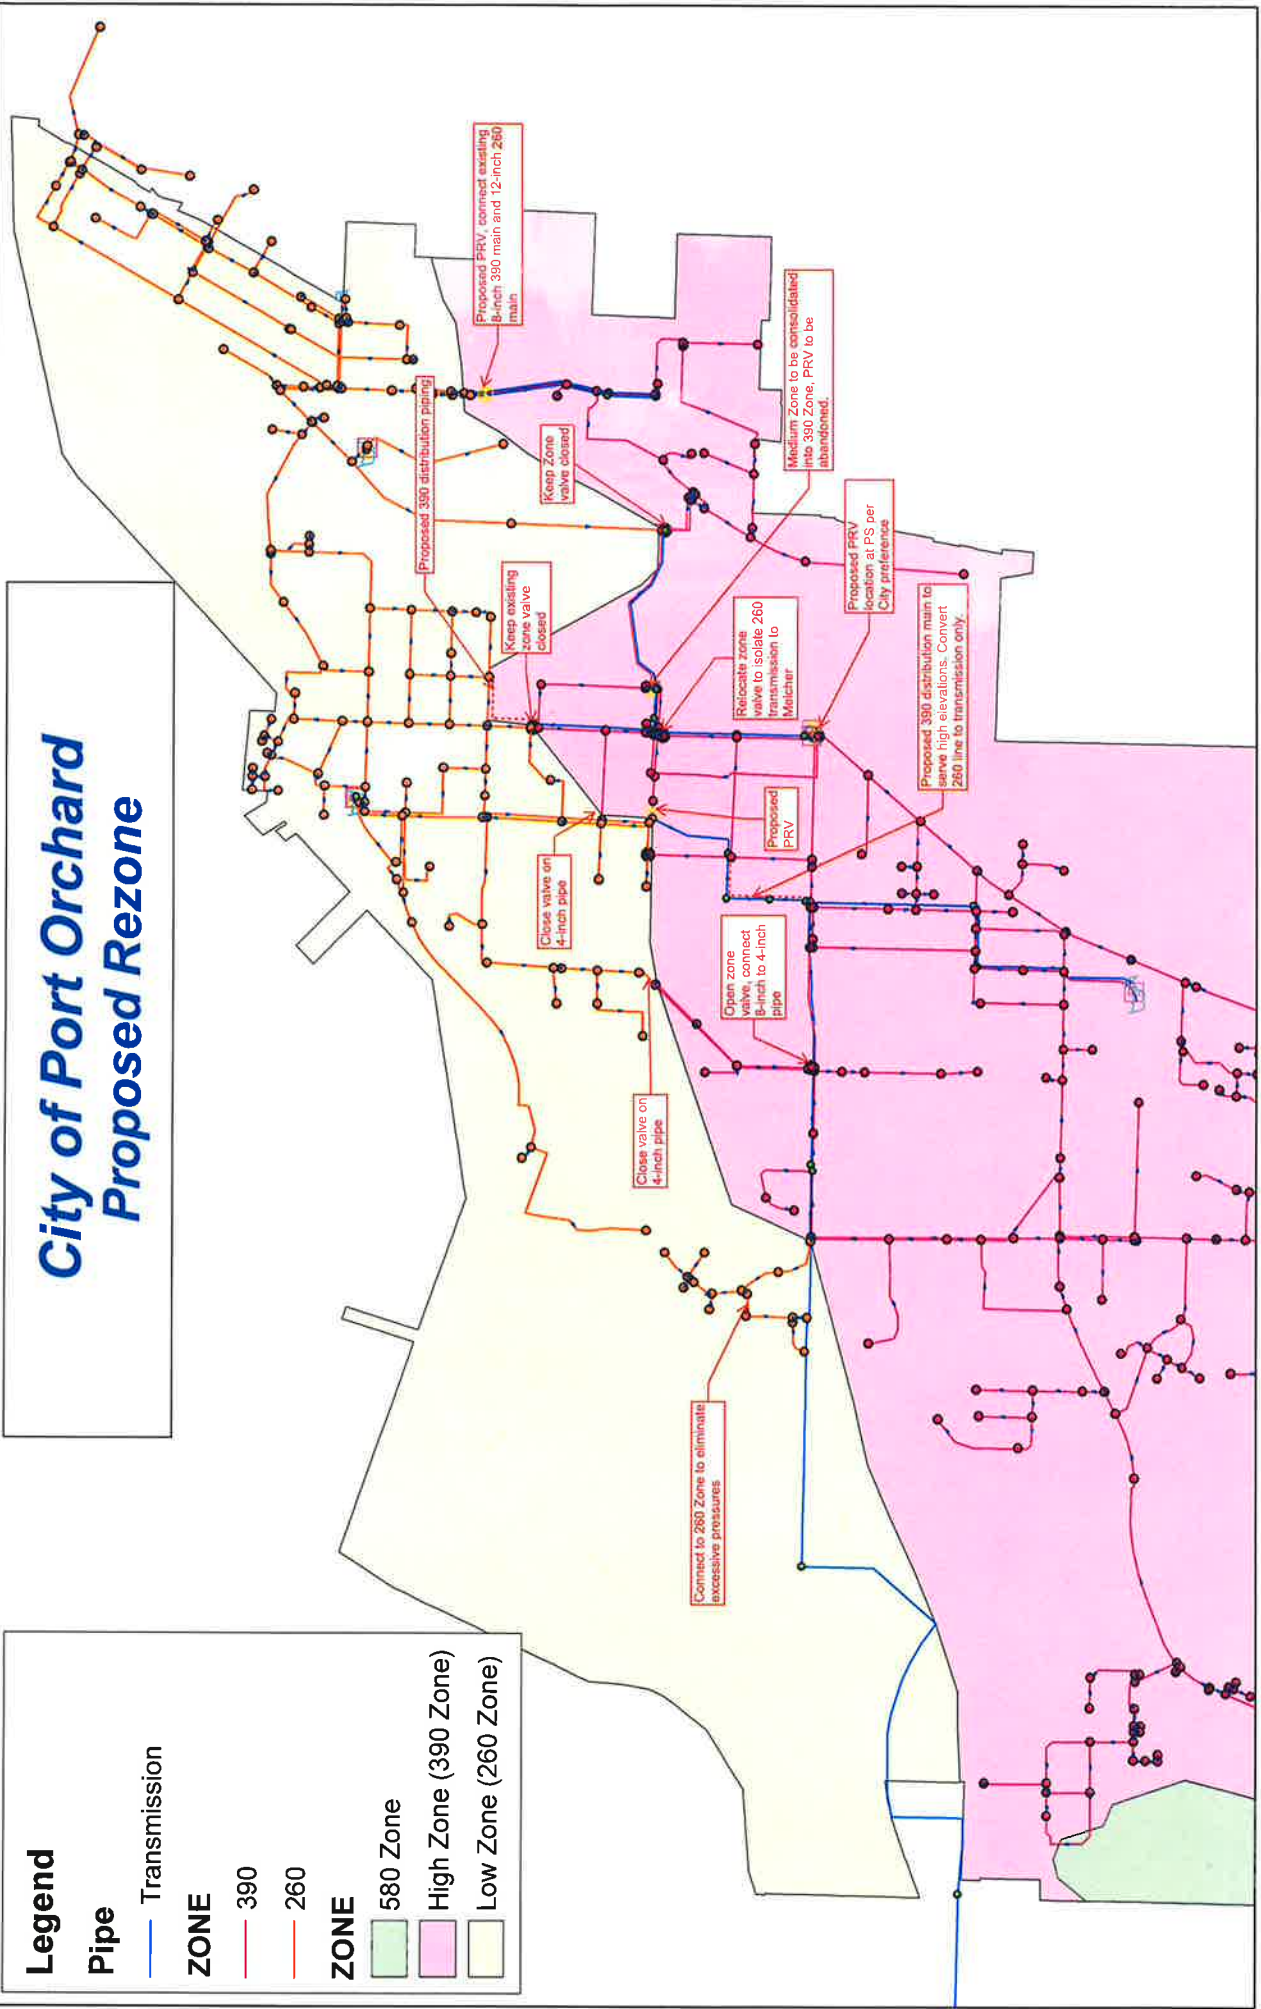 City of Port Orchard
Proposed Rezone
Legend
Pipe
Transmission
ZONE
390
260
ZONE
580 Zone
High Zone (390 Zone)
Low Zone (260 Zone)
Connect to 260 Zone to eliminate
excessive pressures
Close valve on
4-inch pipe
Close valve on
4-inch pipe
Open zone
valve, connect
8-inch to 4-inch
pipe
Proposed
PRV
Keep existing
zone valve
closed
Proposed 390 distribution piping
Keep Zone
valve closed
Proposed PRV, connect existing
8-inch 390 main and 12-inch 260
main
Medium Zone to be consolidated
into 390 Zone, PRV to be
abandoned.
Relocate zone
valve to isolate 260
transmission to
Melcher
Proposed PRV
location at PS per
City preference
Proposed 390 distribution main to
serve high elevations. Convert
260 line to transmission only.